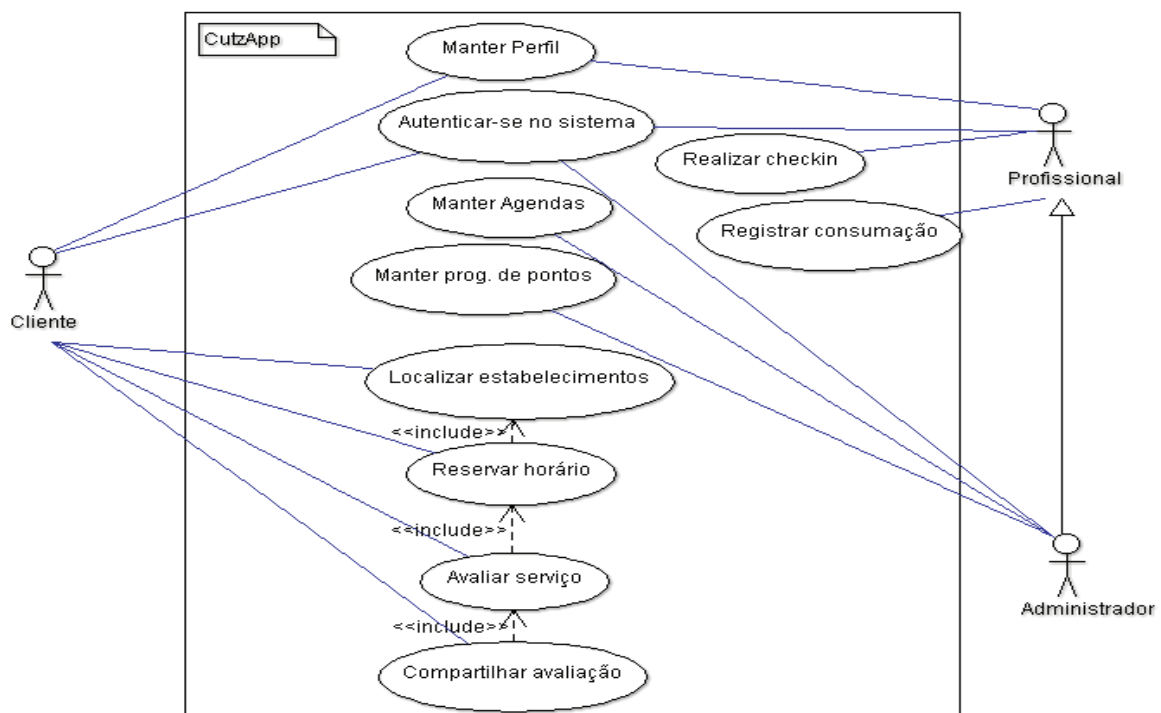 CutzApp
Manter Perfil
Autenticar-se no sistema
Realizar checkin
Profissional
Manter Agendas
Registrar consumação
Manter prog. de pontos
Cliente
Localizar estabelecimentos
<<include>>
Reservar horário
<<include>>
Avaliar serviço
Administrador
<<include>>
Compartilhar avaliação